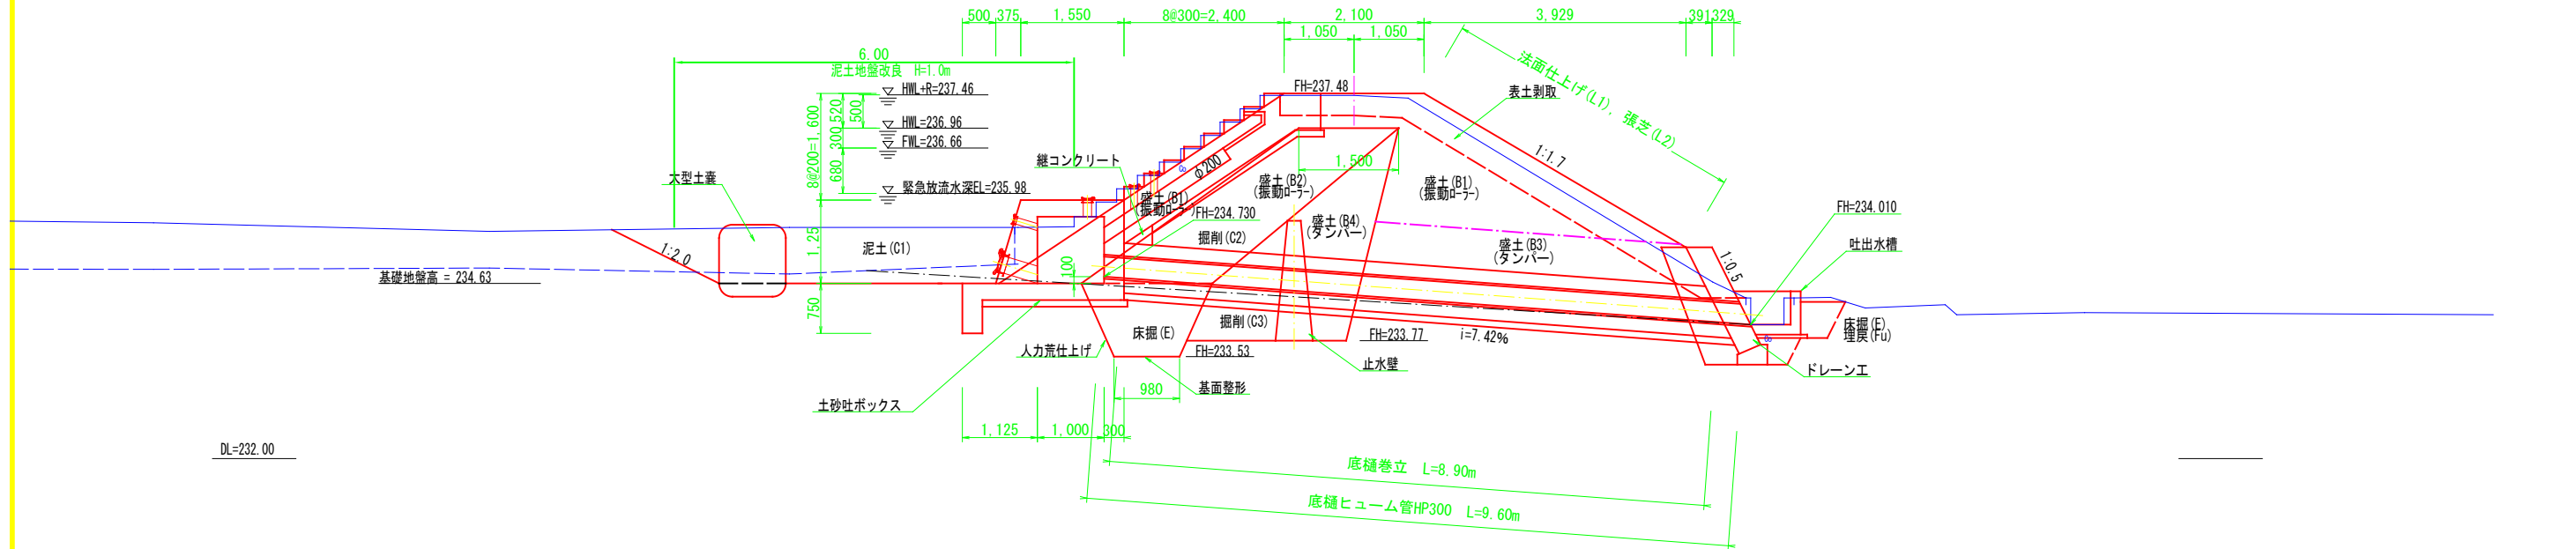 500 375 1,550 8@300=2,400 2,100 3.929 391329
1,050 1,050
6.00
泥土地盤改良 H=1.0m
HWL+R=237.46
HWL=236.96
FWL=236.66
緊急放流水深EL=235.98
8@200=1,600
520
500
300
680
1.25
750
FH=237.48
表土剥取
法面仕上げ(L1), 張芝(L2)
1:1.7
継コンクリート
φ200
1,500
大型土嚢
盛土(B1)
(振動ローラー)
盛土(B2)
(振動ローラー)
盛土(B1)
(振動ローラー)
FH=234.730
盛土(B4)
(タンパー)
FH=234.010
吐出水槽
掘削(C2)
盛土(B3)
(タンパー)
泥土(C1)
1:2.0
1:0.5
100
基礎地盤高 = 234.63
床掘(E)
掘削(C3)
FH=233.77
i=7.42%
床掘(E)
埋戻(Fu)
人力荒仕上げ
FH=233.53
止水壁
ドレーン工
基面整形
980
土砂吐ボックス
1,125 1,000 300
DL=232.00
底樋巻立 L=8.90m
底樋ヒューム管HP300 L=9.60m